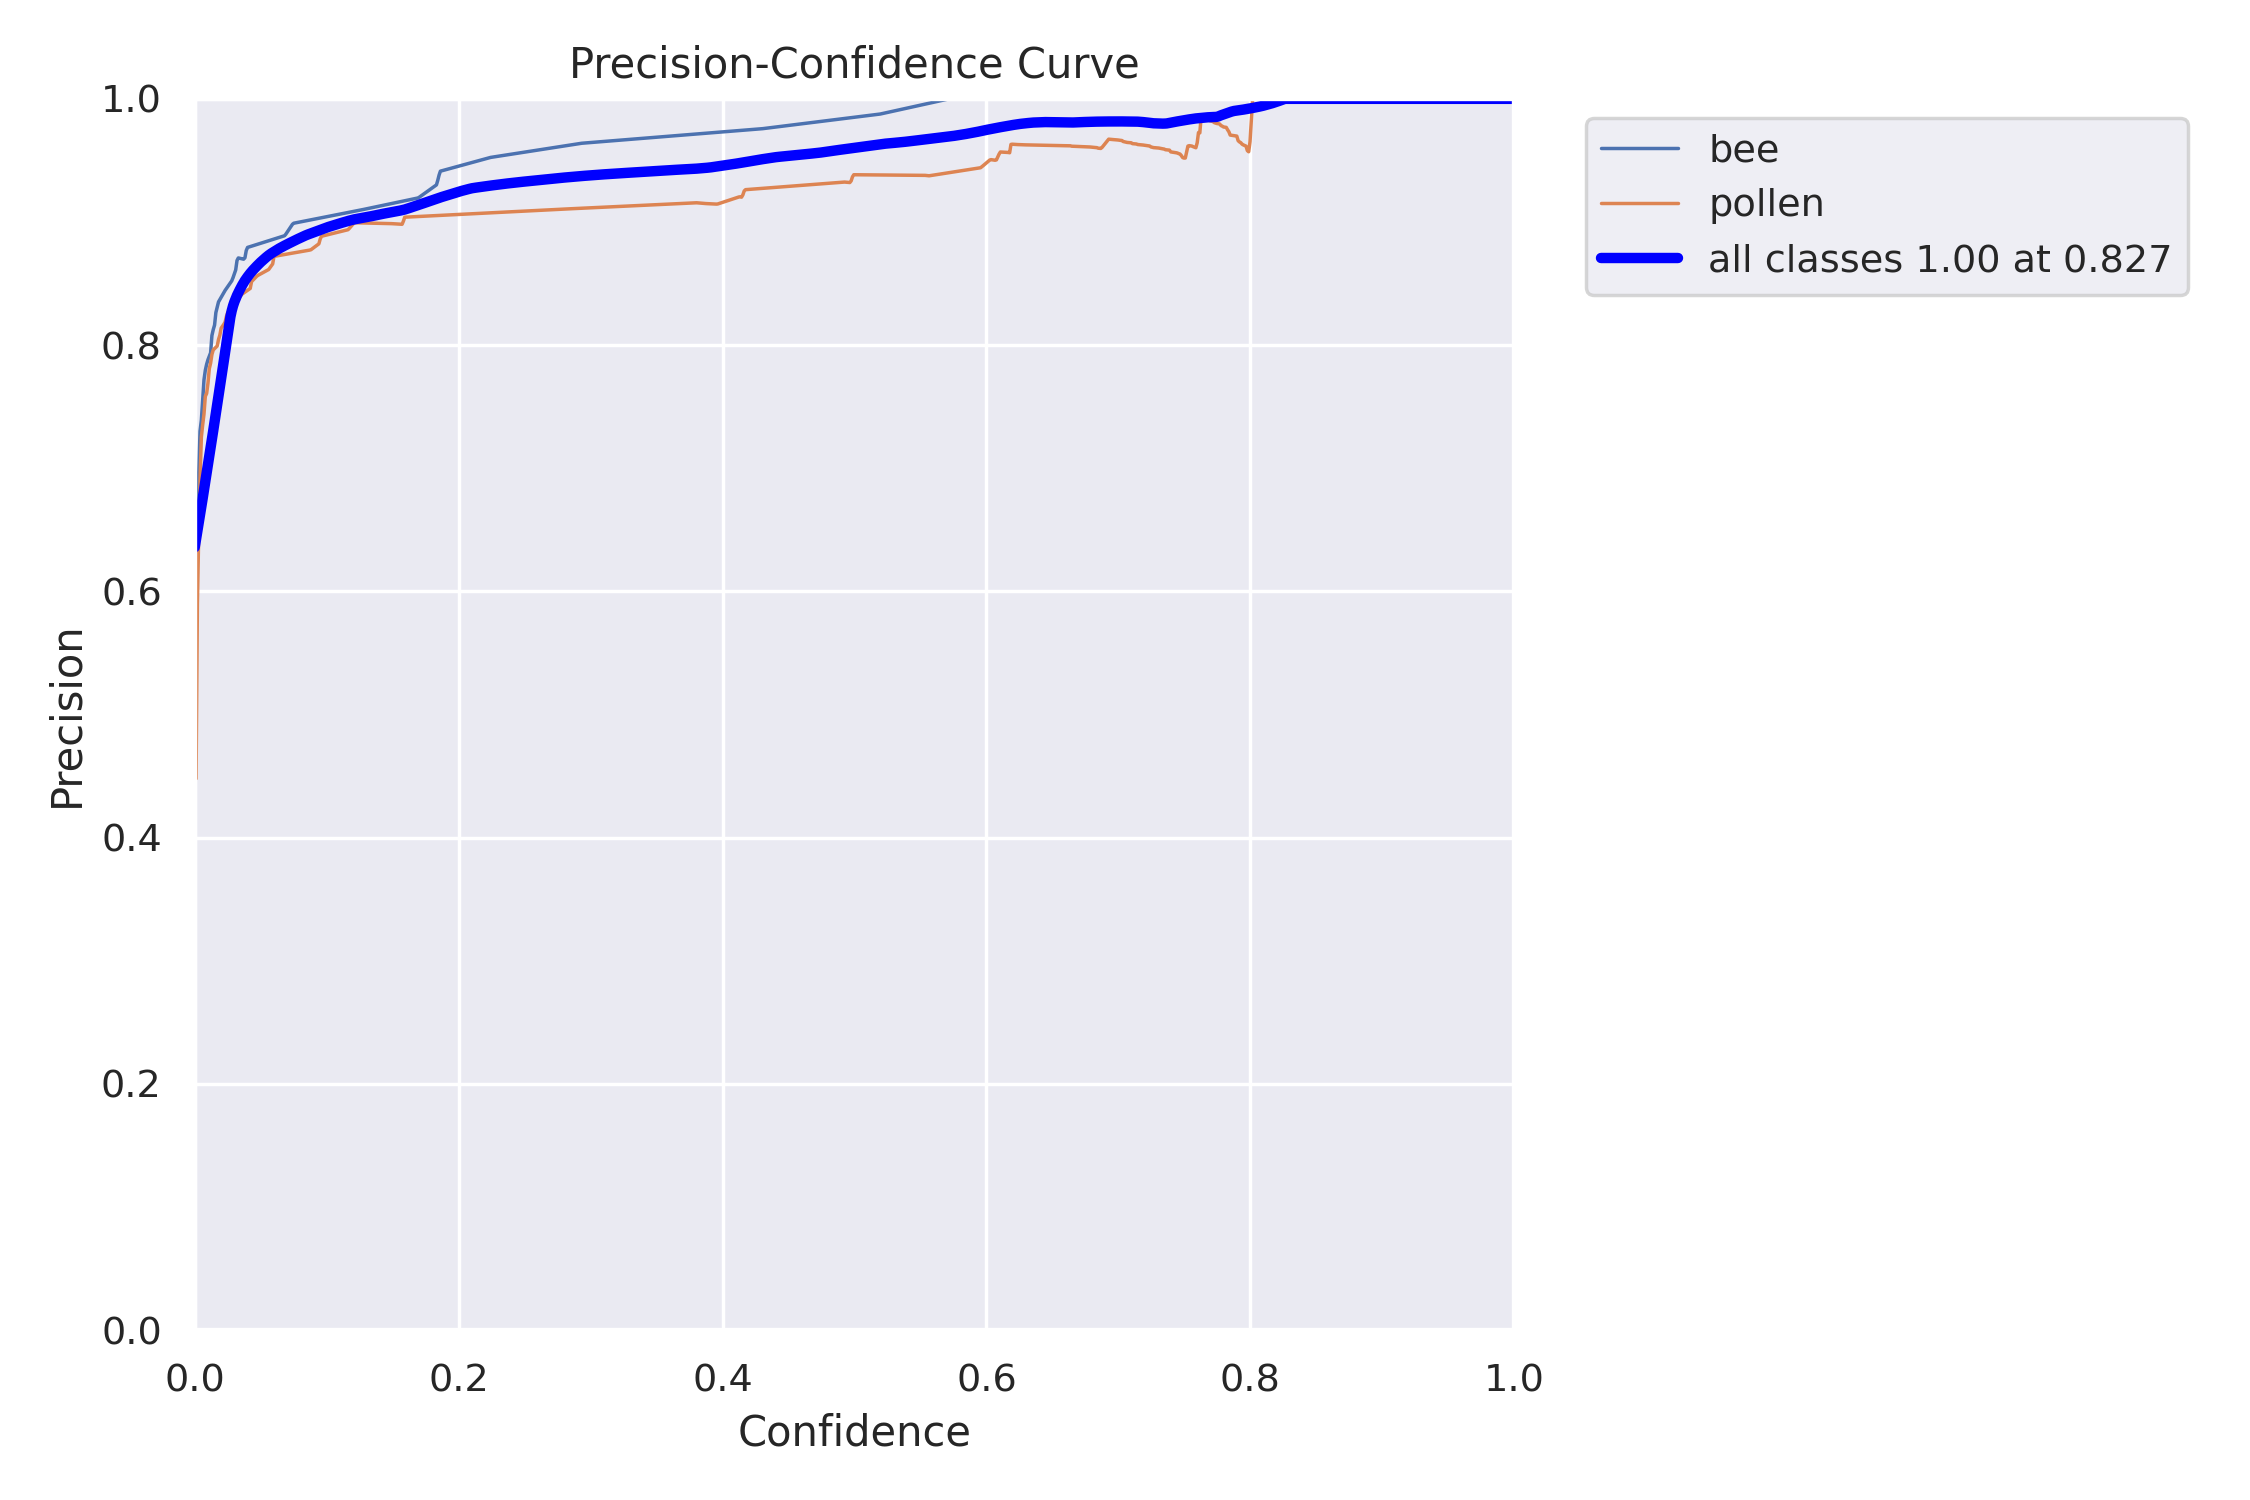 Precision-Confidence Curve
1.0
0.8
0.6
0.4
0.2
0.0
Precision
0.0 0.2 0.4 0.6 0.8 1.0
Confidence
bee
pollen
all classes 1.00 at 0.827